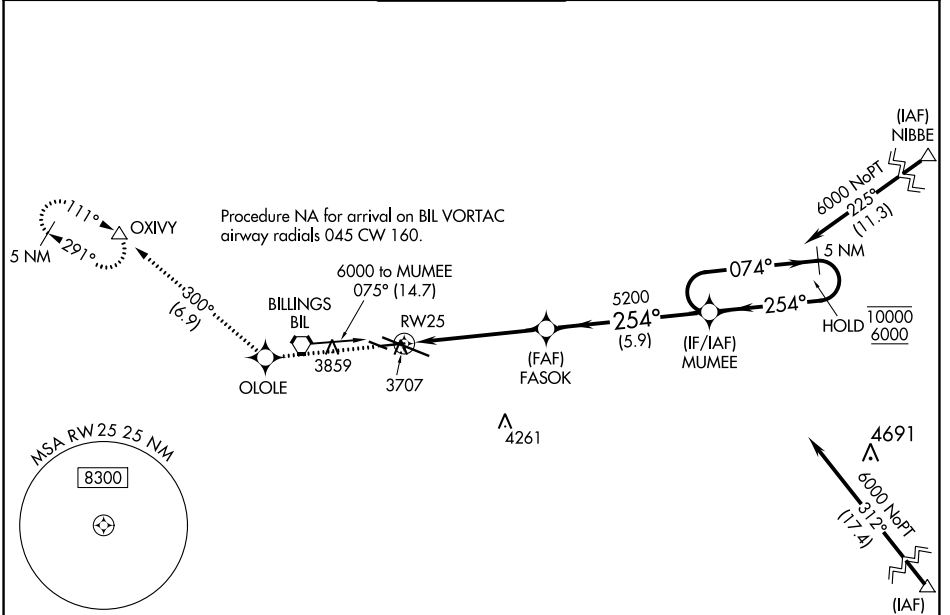 (IAF)
NIBBE
6000 NoPT
225°
(11.3)
111°
OXIVY
291°
5 NM
Procedure NA for arrival on BIL VORTAC
airway radials 045 CW 160.
5 NM
074°
254°
HOLD 10000
6000
300°
(6.9)
6000 to MUMEE
075° (14.7)
BILLINGS
BIL
RW25
5200
254°
(5.9)
(FAF)
FASOK
(IF/IAF)
MUMEE
OLOLE
3859
3707
4261
4691
MSA RW25 25 NM
8300
6000 NoPT
312°
(17.4)
(IAF)